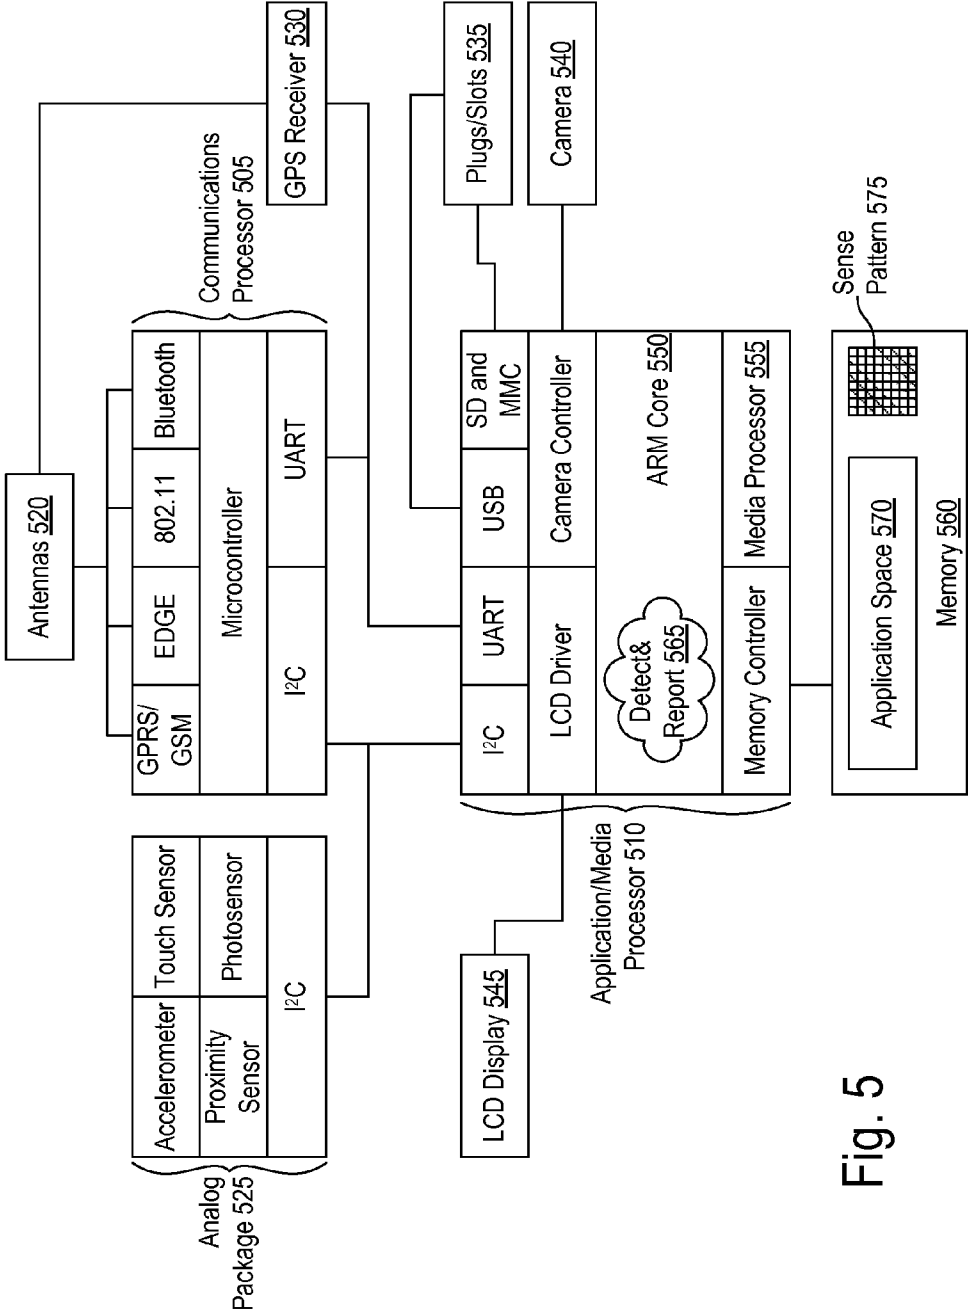 Antennas 520
Analog
Package 525
Accelerometer
Touch Sensor
Proximity
Sensor
Photosensor
I²C
GPRS/
GSM
EDGE
802.11
Bluetooth
Microcontroller
I²C
UART
Communications
Processor 505
GPS Receiver 530
LCD Display 545
I²C
UART
USB
SD and
MMC
LCD Driver
Camera Controller
Detect&
Report 565
ARM Core 550
Memory Controller
Media Processor 555
Application/Media
Processor 510
Plugs/Slots 535
Camera 540
Application Space 570
Memory 560
Sense
Pattern 575
Fig. 5